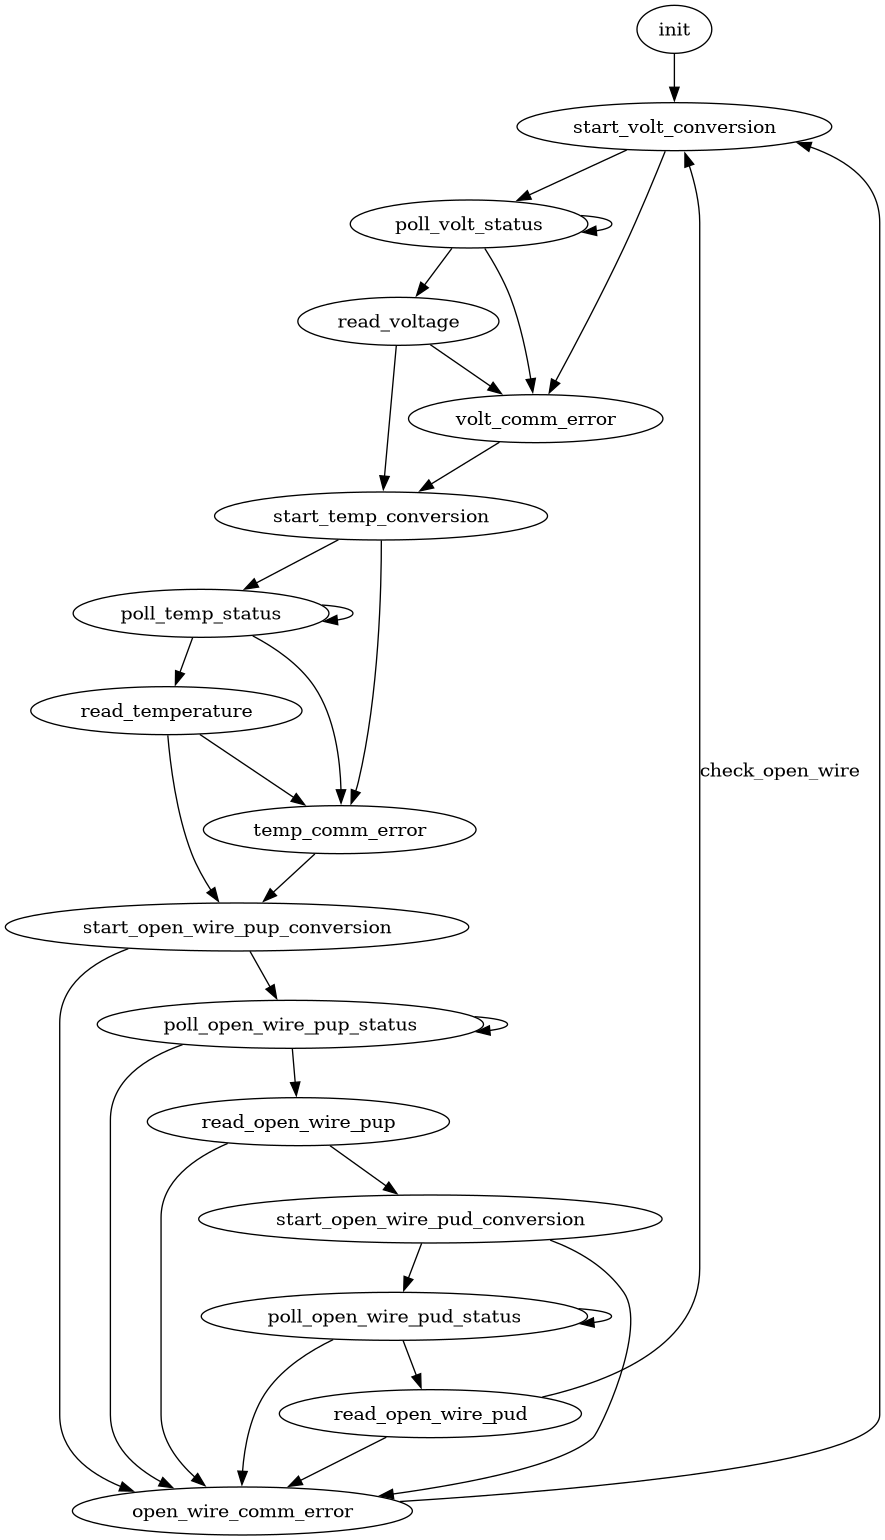 init
start_volt_conversion
poll_volt_status
read_voltage
volt_comm_error
start_temp_conversion
poll_temp_status
read_temperature
check_open_wire
temp_comm_error
start_open_wire_pup_conversion
poll_open_wire_pup_status
read_open_wire_pup
start_open_wire_pud_conversion
poll_open_wire_pud_status
read_open_wire_pud
open_wire_comm_error